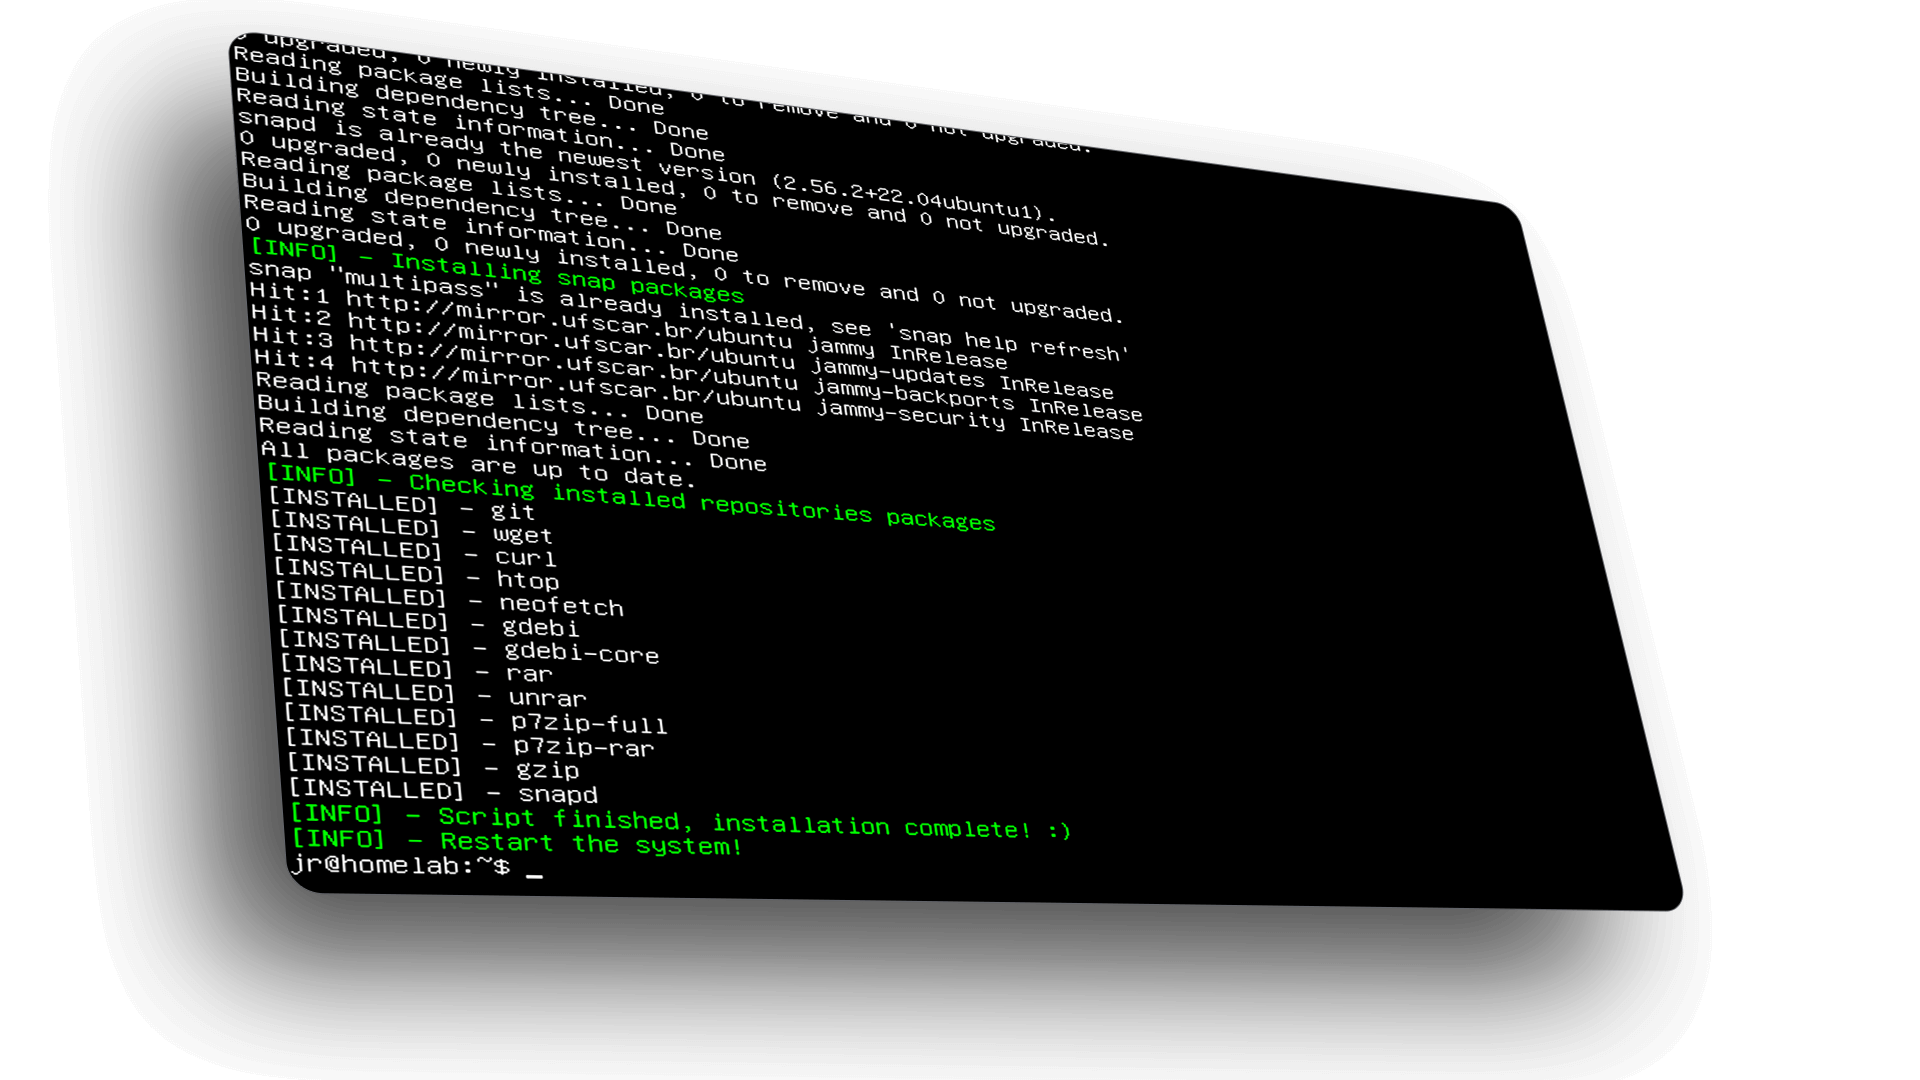 0 upgraded, 0 newly installed, 0 to remove and 0 not upgraded.
Reading package lists... Done
Building dependency tree... Done
Reading state information... Done
snapd is already the newest version (2.56.2+22.04ubuntu1).
0 upgraded, 0 newly installed, 0 to remove and 0 not upgraded.
Reading package lists... Done
Building dependency tree... Done
Reading state information... Done
0 upgraded, 0 newly installed, 0 to remove and 0 not upgraded.
[INFO] - Installing snap packages
snap "multipass" is already installed, see 'snap help refresh'
Hit:1 http://mirror.ufscar.br/ubuntu jammy InRelease
Hit:2 http://mirror.ufscar.br/ubuntu jammy-updates InRelease
Hit:3 http://mirror.ufscar.br/ubuntu jammy-backports InRelease
Hit:4 http://mirror.ufscar.br/ubuntu jammy-security InRelease
Reading package lists... Done
Building dependency tree... Done
Reading state information... Done
All packages are up to date.
[INFO] - Checking installed repositories packages
[INSTALLED] - git
[INSTALLED] - wget
[INSTALLED] - curl
[INSTALLED] - htop
[INSTALLED] - neofetch
[INSTALLED] - gdebi
[INSTALLED] - gdebi-core
[INSTALLED] - rar
[INSTALLED] - unrar
[INSTALLED] - p7zip-full
[INSTALLED] - p7zip-rar
[INSTALLED] - gzip
[INSTALLED] - snapd
[INFO] - Script finished, installation complete! :)
[INFO] - Restart the system!
jr@homelab:~$ _